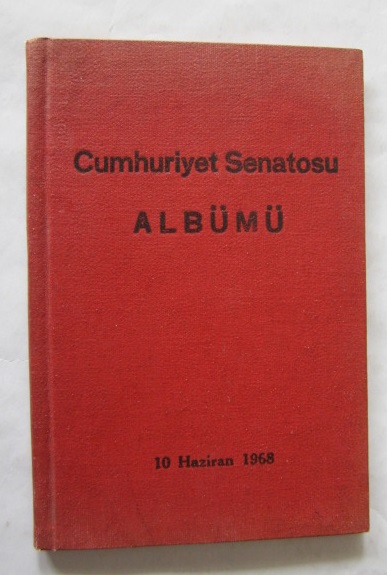 Cumhuriyet Senatosu
ALBÜMÜ
10 Haziran 1968